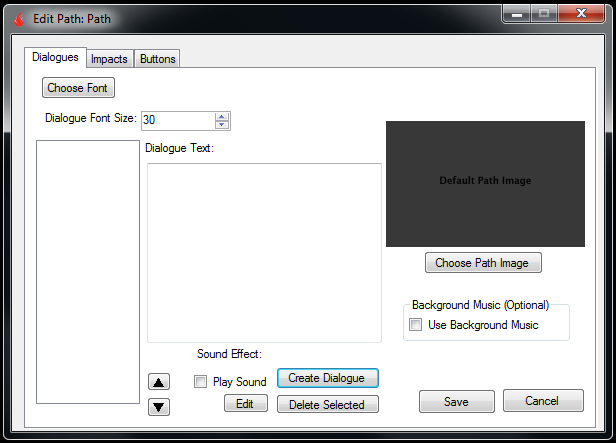 Edit Path: Path
Dialogues Impacts Buttons
Choose Font
Dialogue Font Size: 30
Dialogue Text:
Default Path Image
Choose Path Image
Background Music (Optional)
Use Background Music
Sound Effect:
Play Sound Create Dialogue
Edit Delete Selected
Save Cancel